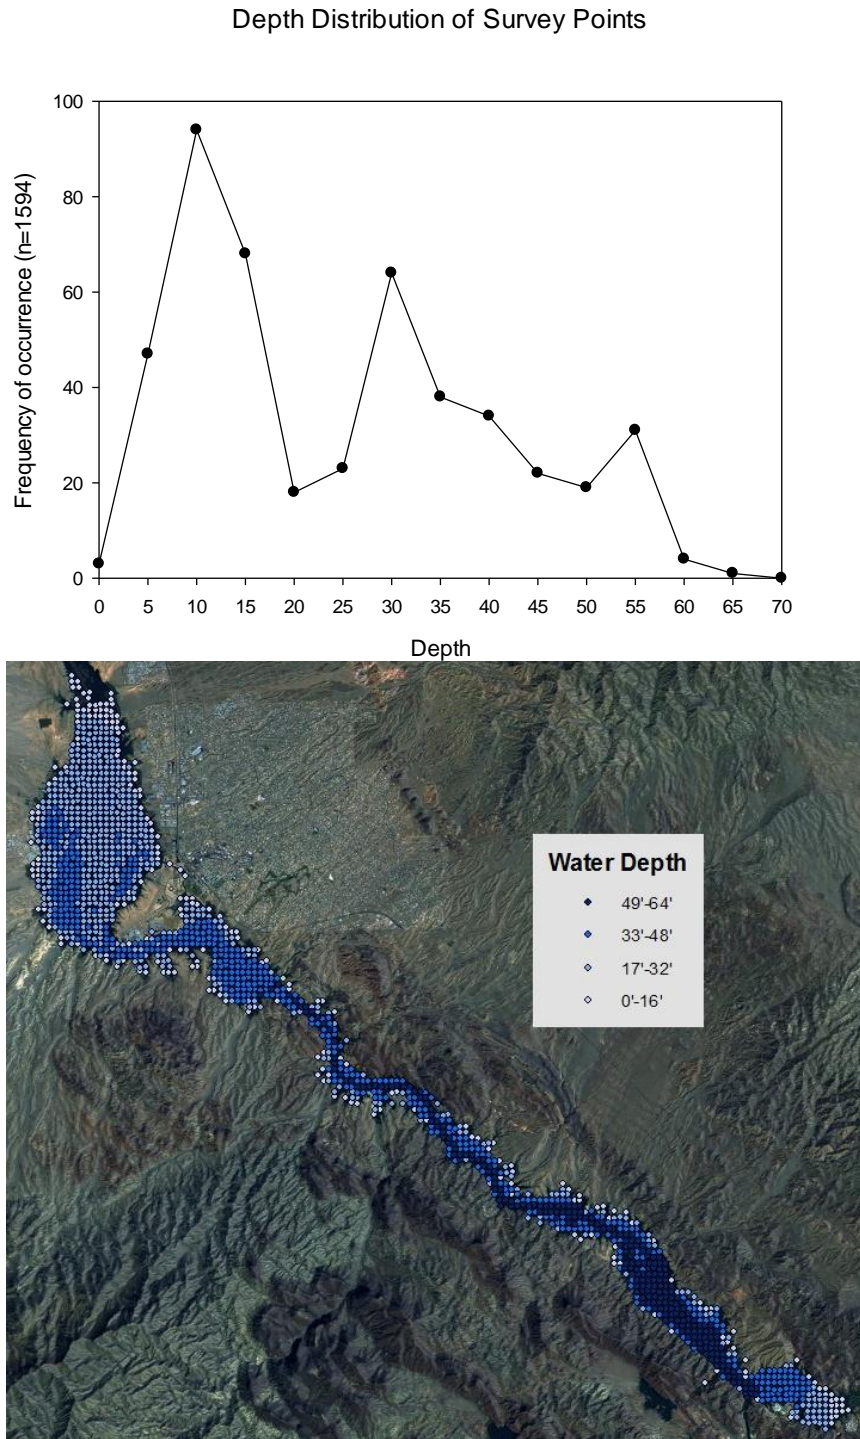 Depth Distribution of Survey Points
Frequency of occurrence (n=1594)
100
80
60
40
20
0
0 5 10 15 20 25 30 35 40 45 50 55 60 65 70
Depth
Water Depth
49'-64'
33'-48'
17'-32'
0'-16'